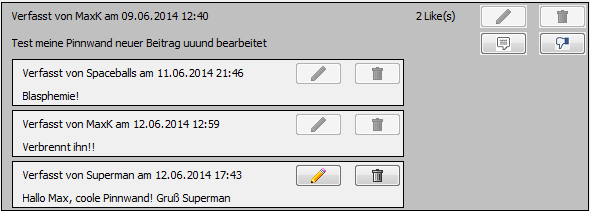 Verfasst von MaxK am 09.06.2014 12:40 2 Like(s)
Test meine Pinnwand neuer Beitrag uuund bearbeitet
Verfasst von Spaceballs am 11.06.2014 21:46
Blasphemie!
Verfasst von MaxK am 12.06.2014 12:59
Verbrennt ihn!!
Verfasst von Superman am 12.06.2014 17:43
Hallo Max, coole Pinnwand! Gruß Superman